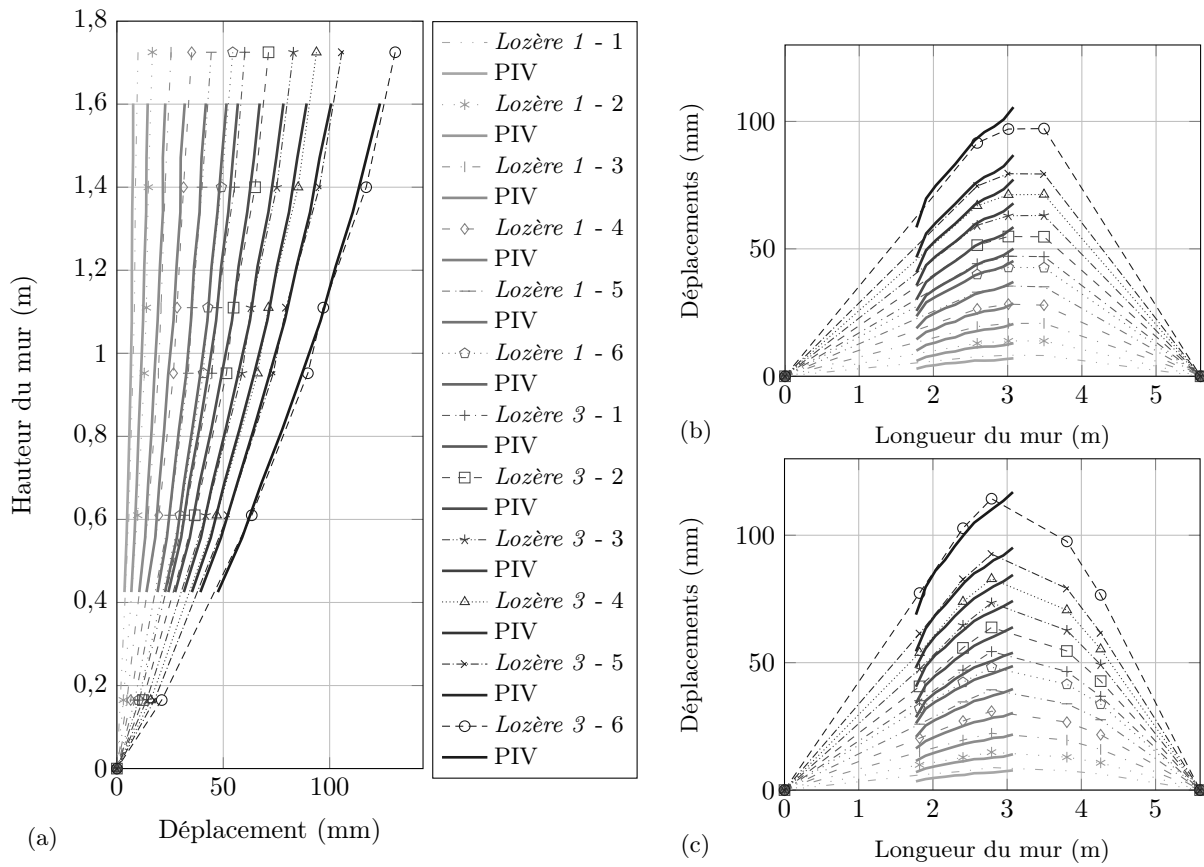 1,8
1,6
1,4
1,2
1
0,8
0,6
0,4
0,2
0
0 50 100
Hauteur du mur (m)
Déplacement (mm)
(a)
Lozère 1 - 1
PIV
Lozère 1 - 2
PIV
Lozère 1 - 3
PIV
Lozère 1 - 4
PIV
Lozère 1 - 5
PIV
Lozère 1 - 6
PIV
Lozère 3 - 1
PIV
Lozère 3 - 2
PIV
Lozère 3 - 3
PIV
Lozère 3 - 4
PIV
Lozère 3 - 5
PIV
Lozère 3 - 6
PIV
100
50
0
0 1 2 3 4 5
Déplacements (mm)
Longueur du mur (m)
(b)
100
50
0
0 1 2 3 4 5
Déplacements (mm)
Longueur du mur (m)
(c)